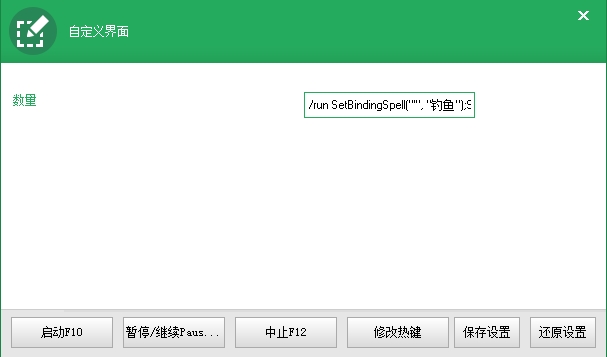 自定义界面
数量
/run SetBindingSpell("'", "钓鱼");S
启动F10
暂停/继续Paus...
中止F12
修改热键
保存设置
还原设置